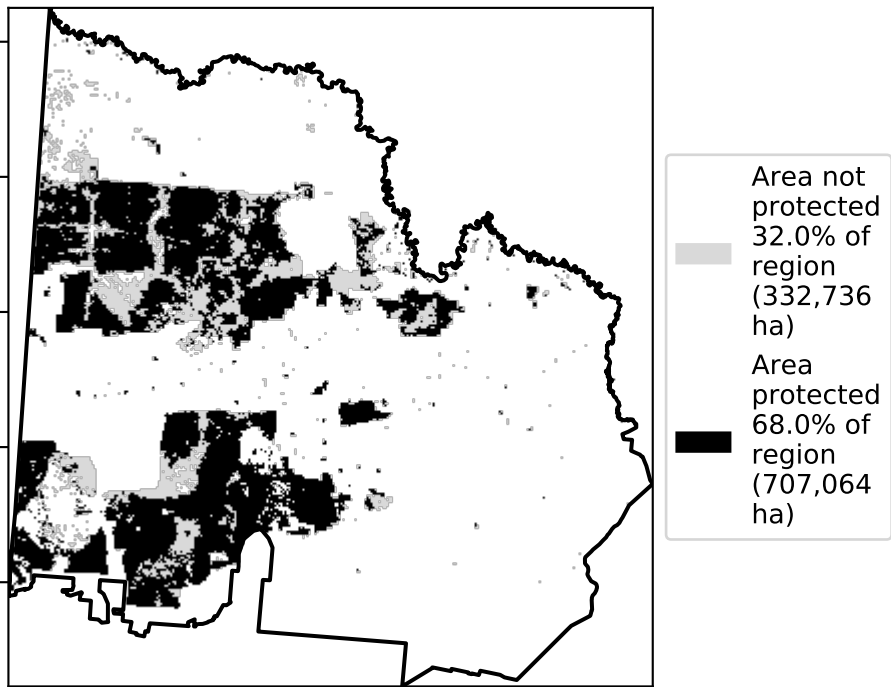 Area not
protected
32.0% of
region
(332,736
ha)
Area
protected
68.0% of
region
(707,064
ha)